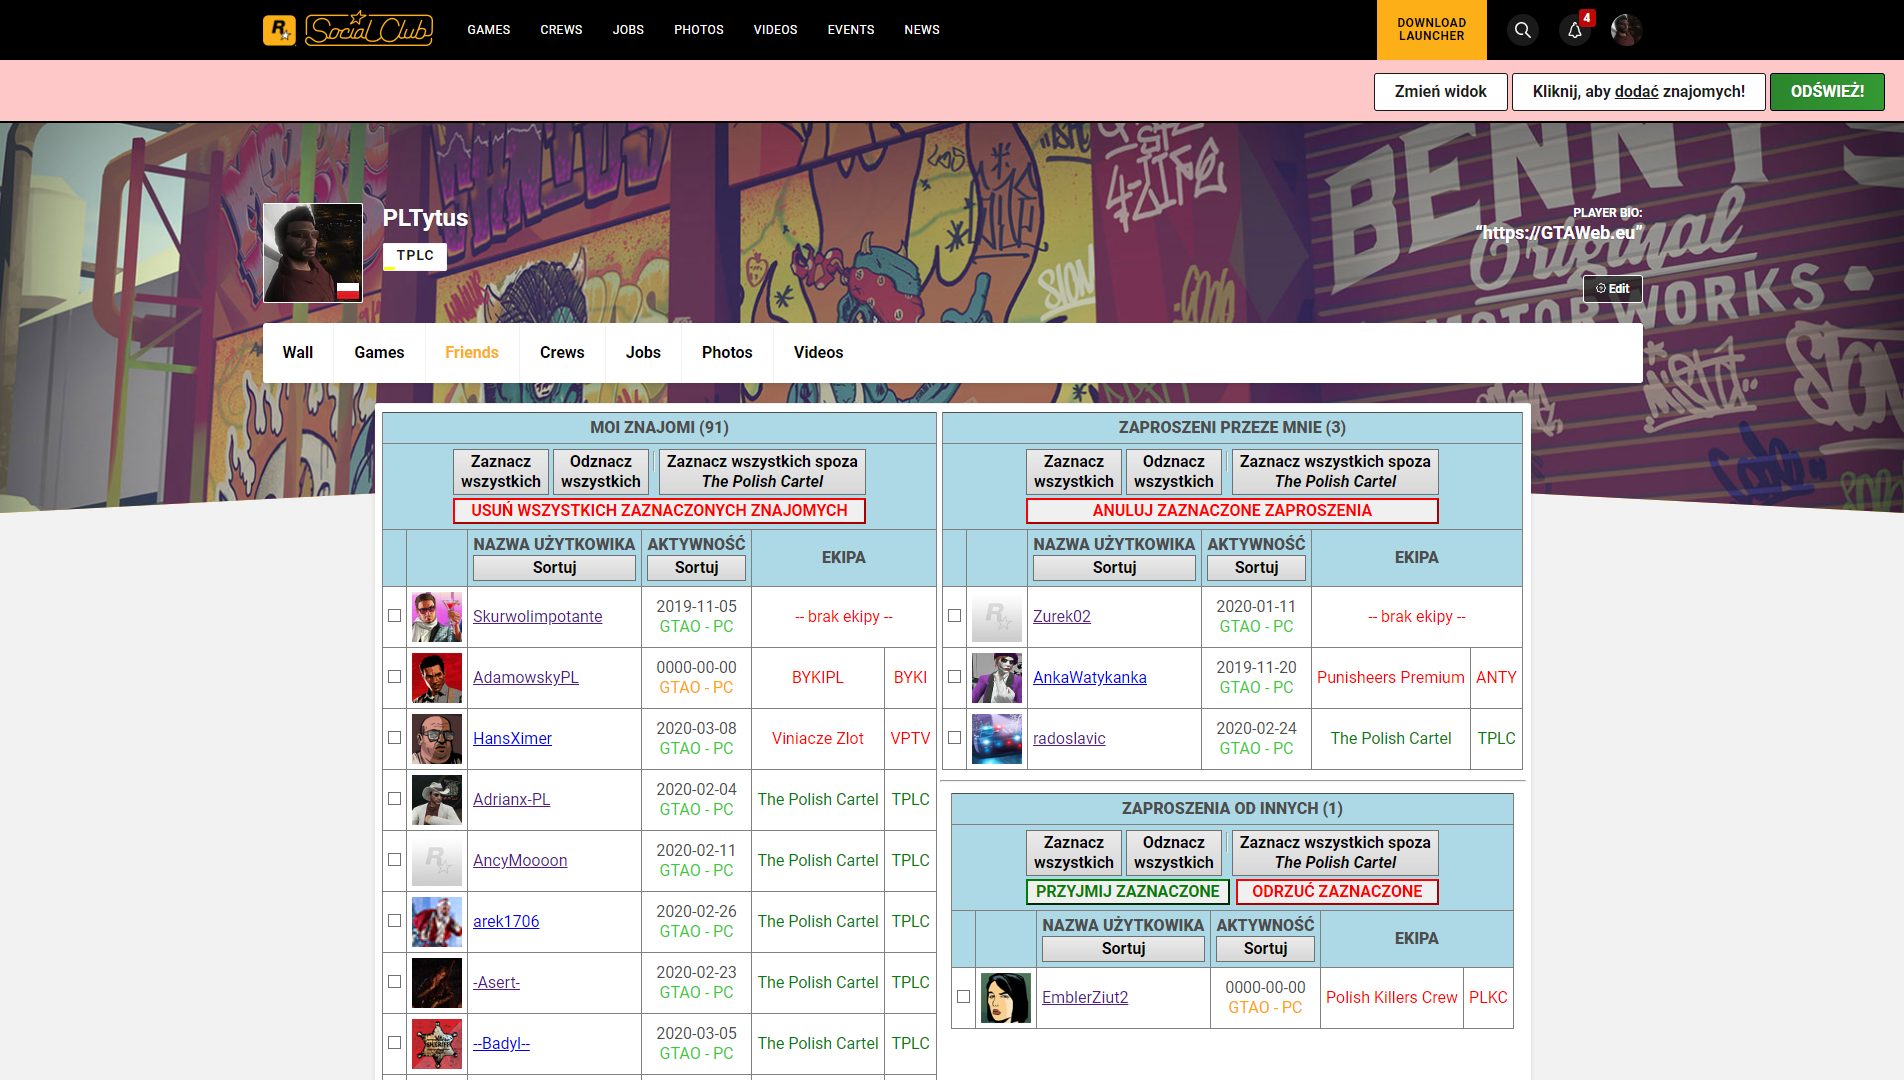 R Social Club GAMES CREWS JOBS PHOTOS VIDEOS EVENTS NEWS
DOWNLOAD
LAUNCHER
4
Zmień widok
Kliknij, aby dodać znajomych!
ODŚWIEŻ!
PLTytus
TPLC
PLAYER BIO:
“https://GTAWeb.eu”
Edit
BENNY'S
Original
MOTORWORKS
Wall Games Friends Crews Jobs Photos Videos
MOI ZNAJOMI (91)
Zaznacz
wszystkich
Odznacz
wszystkich
Zaznacz wszystkich spoza
The Polish Cartel
USUŃ WSZYSTKICH ZAZNACZONYCH ZNAJOMYCH
NAZWA UŻYTKOWIKA AKTYWNOŚĆ EKIPA
Sortuj Sortuj
Skurwolimpotante 2019-11-05 GTAO - PC -- brak ekipy --
AdamowskyPL 0000-00-00 GTAO - PC BYKIPL BYKI
HansXimer 2020-03-08 GTAO - PC Viniacze Zlot VPTV
Adrianx-PL 2020-02-04 GTAO - PC The Polish Cartel TPLC
AncyMoooon 2020-02-11 GTAO - PC The Polish Cartel TPLC
arek1706 2020-02-26 GTAO - PC The Polish Cartel TPLC
-Asert- 2020-02-23 GTAO - PC The Polish Cartel TPLC
--Badyl-- 2020-03-05 GTAO - PC The Polish Cartel TPLC
ZAPROSZENI PRZEZE MNIE (3)
Zaznacz
wszystkich
Odznacz
wszystkich
Zaznacz wszystkich spoza
The Polish Cartel
ANULUJ ZAZNACZONE ZAPROSZENIA
NAZWA UŻYTKOWIKA AKTYWNOŚĆ EKIPA
Sortuj Sortuj
Zurek02 2020-01-11 GTAO - PC -- brak ekipy --
AnkaWatykanka 2019-11-20 GTAO - PC Punisheers Premium ANTY
radoslavic 2020-02-24 GTAO - PC The Polish Cartel TPLC
ZAPROSZENIA OD INNYCH (1)
Zaznacz
wszystkich
Odznacz
wszystkich
Zaznacz wszystkich spoza
The Polish Cartel
PRZYJMIJ ZAZNACZONE ODRZUĆ ZAZNACZONE
NAZWA UŻYTKOWIKA AKTYWNOŚĆ EKIPA
Sortuj Sortuj
EmblerZiut2 0000-00-00 GTAO - PC Polish Killers Crew PLKC